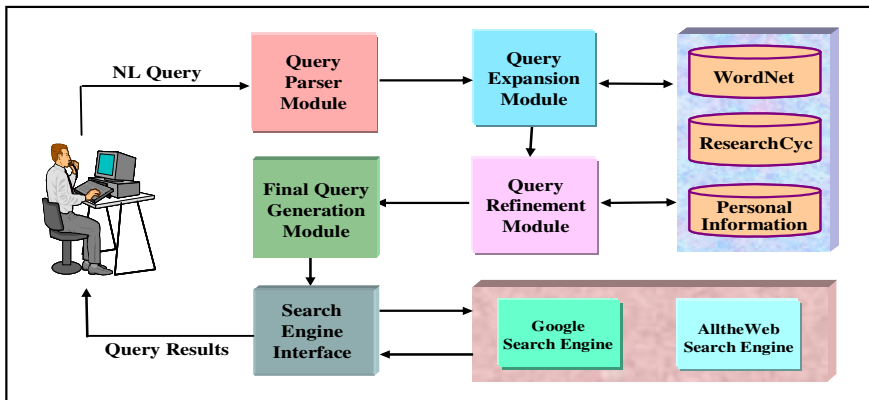 NL Query
Query
Parser
Module
Query
Expansion
Module
WordNet
ResearchCyc
Personal
Information
Final Query
Generation
Module
Query
Refinement
Module
Search
Engine
Interface
Query Results
Google
Search Engine
AlltheWeb
Search Engine